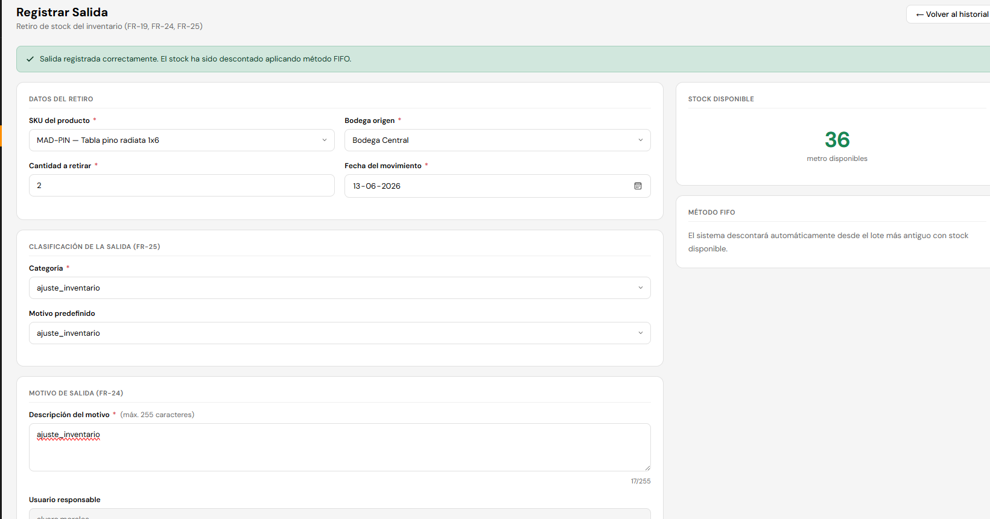 Registrar Salida
Retiro de stock del inventario (FR-19, FR-24, FR-25)
← Volver al historial
✓ Salida registrada correctamente. El stock ha sido descontado aplicando método FIFO.
DATOS DEL RETIRO
SKU del producto *
Bodega origen *
MAD-PIN — Tabla pino radiata 1x6
Bodega Central
Cantidad a retirar *
Fecha del movimiento *
2
13-06-2026
CLASIFICACIÓN DE LA SALIDA (FR-25)
Categoría *
ajuste_inventario
Motivo predefinido
ajuste_inventario
MOTIVO DE SALIDA (FR-24)
Descripción del motivo * (máx. 255 caracteres)
ajuste_inventario
17/255
Usuario responsable
STOCK DISPONIBLE
36
metro disponibles
MÉTODO FIFO
El sistema descontará automáticamente desde el lote más antiguo con stock
disponible.